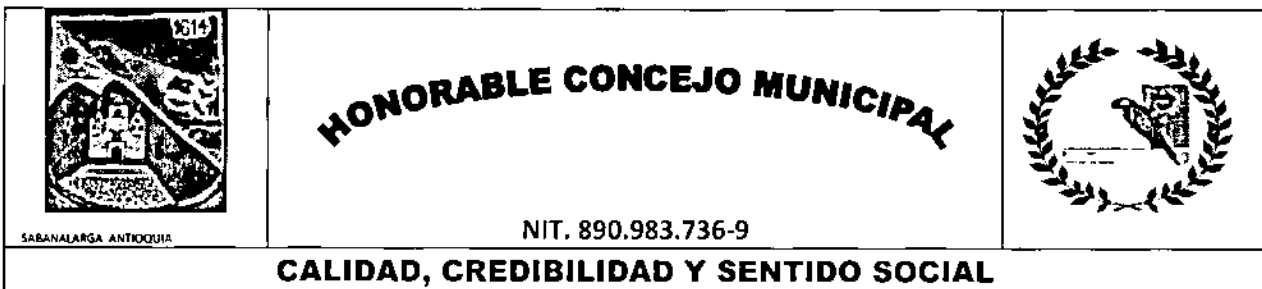 1614
HONORABLE CONCEJO MUNICIPAL
NIT. 890.983.736-9
SABANALARGA ANTIOQUIA
CALIDAD, CREDIBILIDAD Y SENTIDO SOCIAL